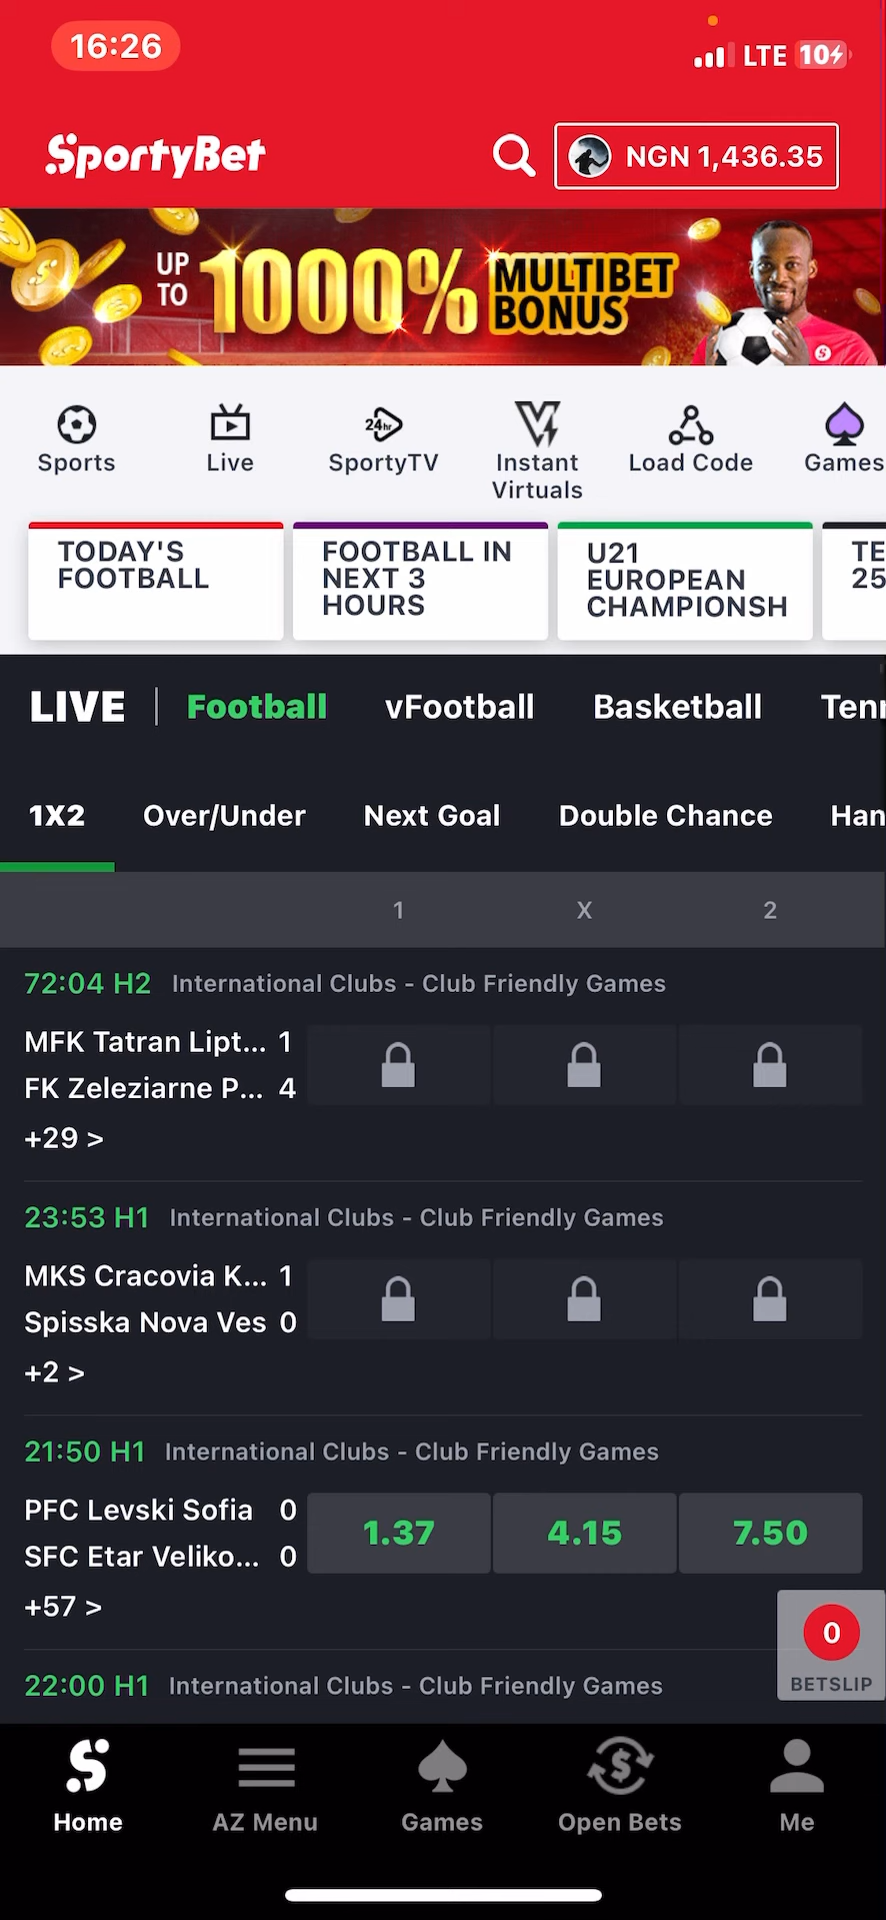 16:26
LTE 10
SportyBet
NGN 1,436.35
UP TO 1000% MULTIBET BONUS
Sports
Live
24hr
SportyTV
Instant Virtuals
Load Code
Games
TODAY'S FOOTBALL
FOOTBALL IN NEXT 3 HOURS
U21 EUROPEAN CHAMPIONSH
TE
25
LIVE Football vFootball Basketball Tenn
1X2 Over/Under Next Goal Double Chance Han
1 X 2
72:04 H2 International Clubs - Club Friendly Games
MFK Tatran Lipt... 1
FK Zeleziarne P... 4
+29 >
23:53 H1 International Clubs - Club Friendly Games
MKS Cracovia K... 1
Spisska Nova Ves 0
+2 >
21:50 H1 International Clubs - Club Friendly Games
PFC Levski Sofia 0
SFC Etar Veliko... 0
1.37 4.15 7.50
+57 >
0
BETSLIP
22:00 H1 International Clubs - Club Friendly Games
Home AZ Menu Games Open Bets Me